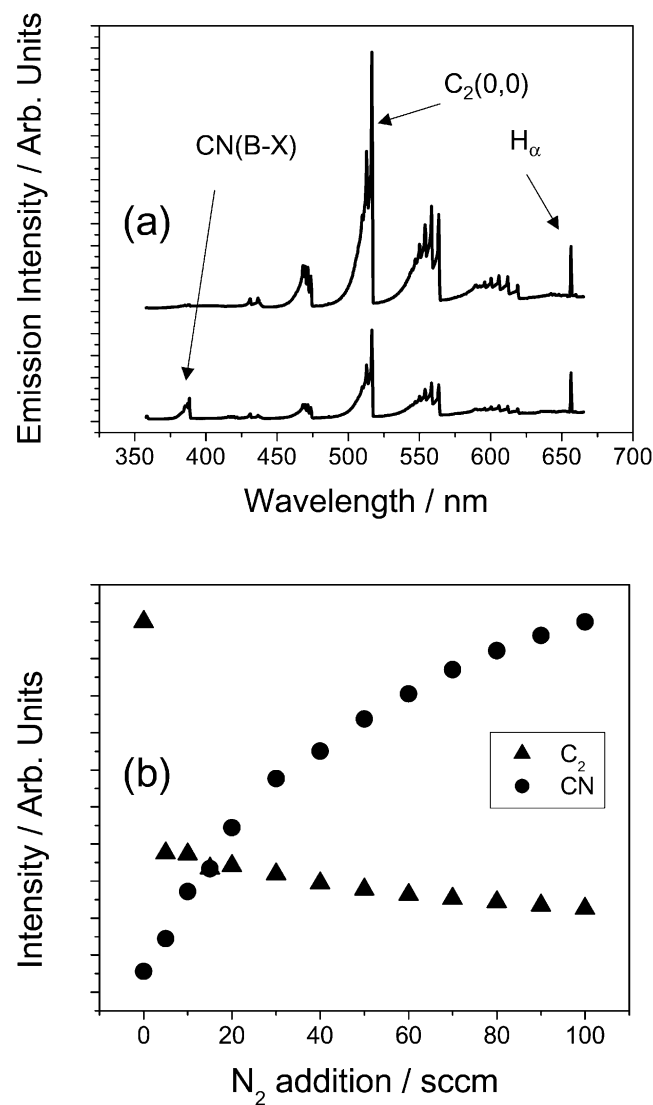 C₂(0,0)
CN(B-X)
Hα
(a)
Emission Intensity / Arb. Units
350 400 450 500 550 600 650 700
Wavelength / nm
(b)
C₂
CN
Intensity / Arb. Units
0 20 40 60 80 100
N₂ addition / sccm